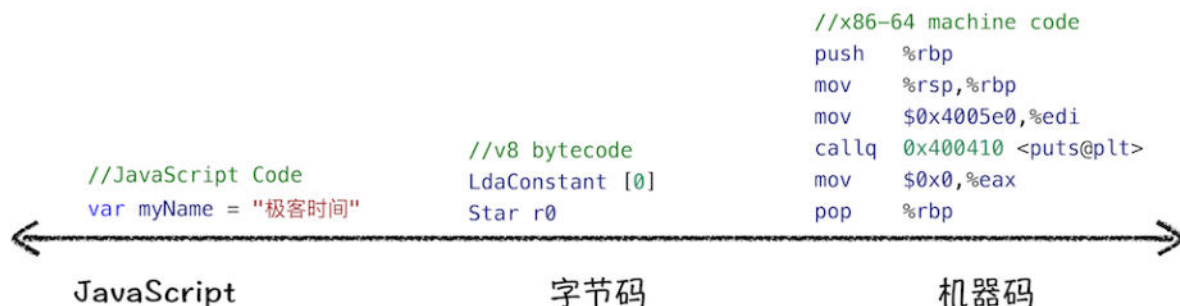 //JavaScript Code
var myName = "极客时间"
//v8 bytecode
LdaConstant [0]
Star r0
//x86-64 machine code
push %rbp
mov %rsp,%rbp
mov $0x4005e0,%edi
callq 0x400410 <puts@plt>
mov $0x0,%eax
pop %rbp
JavaScript
字节码
机器码